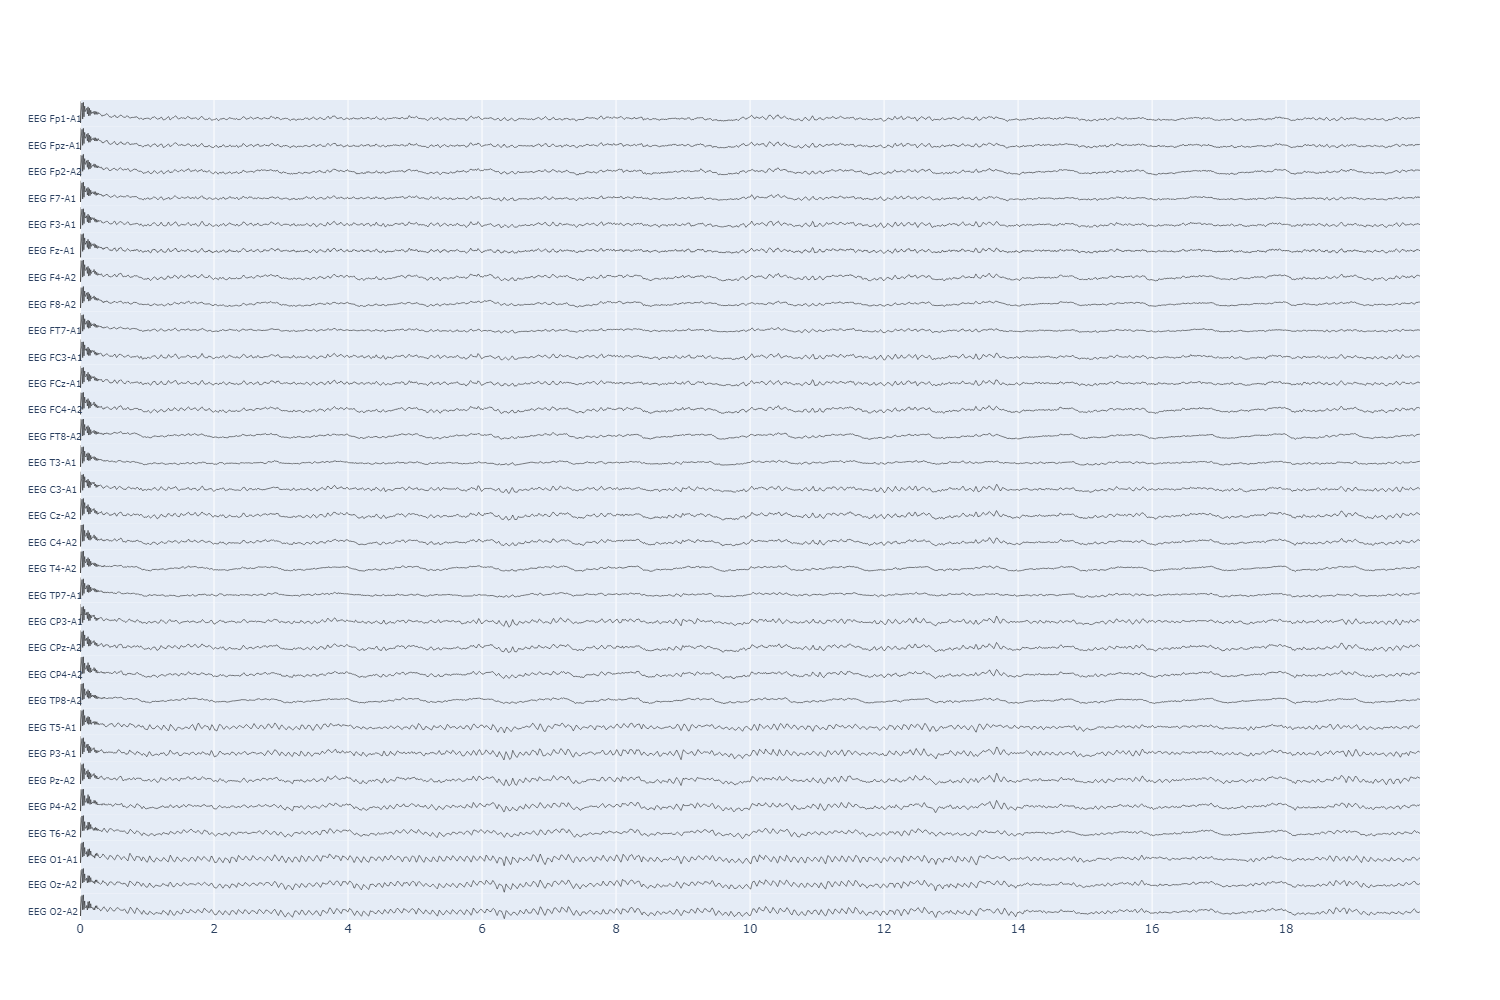 EEG Fp1-A1
EEG Fpz-A1
EEG Fp2-A2
EEG F7-A1
EEG F3-A1
EEG Fz-A1
EEG F4-A2
EEG F8-A2
EEG FT7-A1
EEG FC3-A1
EEG FCz-A1
EEG FC4-A2
EEG FT8-A2
EEG T3-A1
EEG C3-A1
EEG Cz-A2
EEG C4-A2
EEG T4-A2
EEG TP7-A1
EEG CP3-A1
EEG CPz-A2
EEG CP4-A2
EEG TP8-A2
EEG T5-A1
EEG P3-A1
EEG Pz-A2
EEG P4-A2
EEG T6-A2
EEG O1-A1
EEG Oz-A2
EEG O2-A2
0 2 4 6 8 10 12 14 16 18